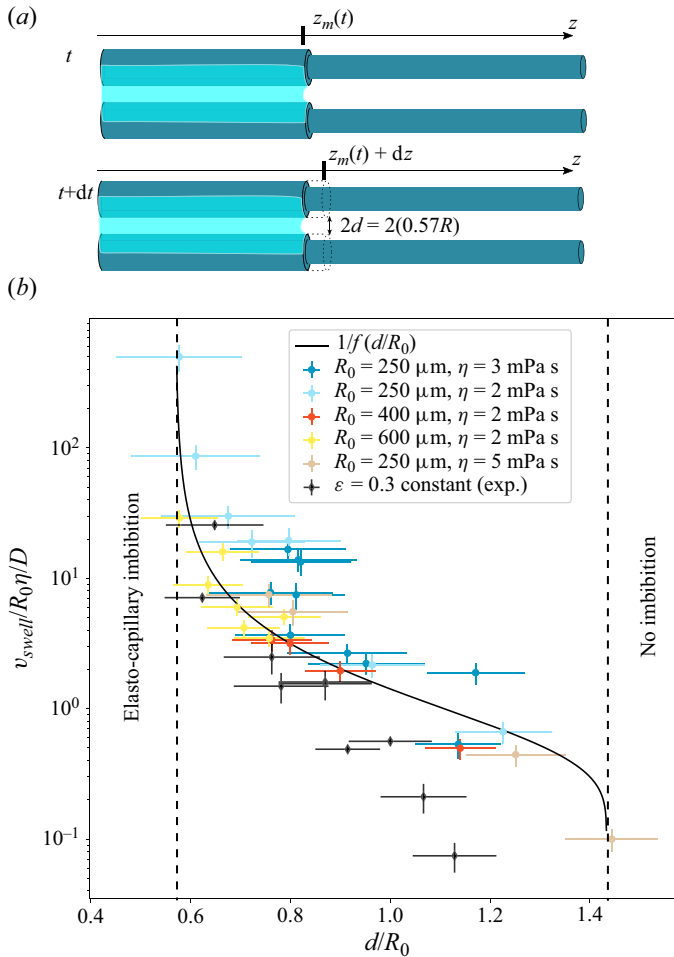 (a)
z_m(t)
t
z
z_m(t) + dz
t+dt
z
2d = 2(0.57R)
(b)
1/f(d/R_0)
R_0 = 250 μm, η = 3 mPa s
R_0 = 250 μm, η = 2 mPa s
R_0 = 400 μm, η = 2 mPa s
R_0 = 600 μm, η = 2 mPa s
R_0 = 250 μm, η = 5 mPa s
ε = 0.3 constant (exp.)
10^2
10^1
10^0
10^−1
v_swell/R_0η/D
Elasto-capillary imbibition
No imbibition
0.4 0.6 0.8 1.0 1.2 1.4
d/R_0